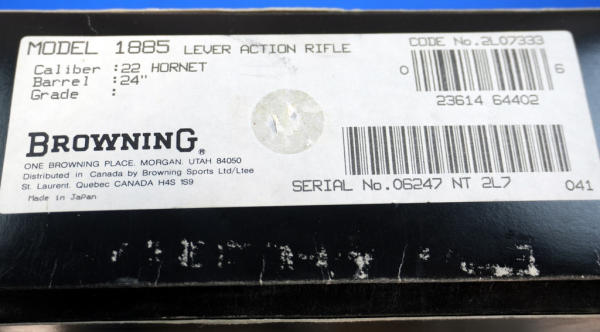 MODEL 1885 LEVER ACTION RIFLE
Caliber :22 HORNET
Barrel :24"
Grade :
CODE No.2L07333
0 6
23614 64402
BROWNING®
ONE BROWNING PLACE, MORGAN, UTAH 84050
Distributed in Canada by Browning Sports Ltd/Ltee
St. Laurent, Quebec CANADA H4S 1S9
Made in Japan
SERIAL No.06247 NT 2L7 041